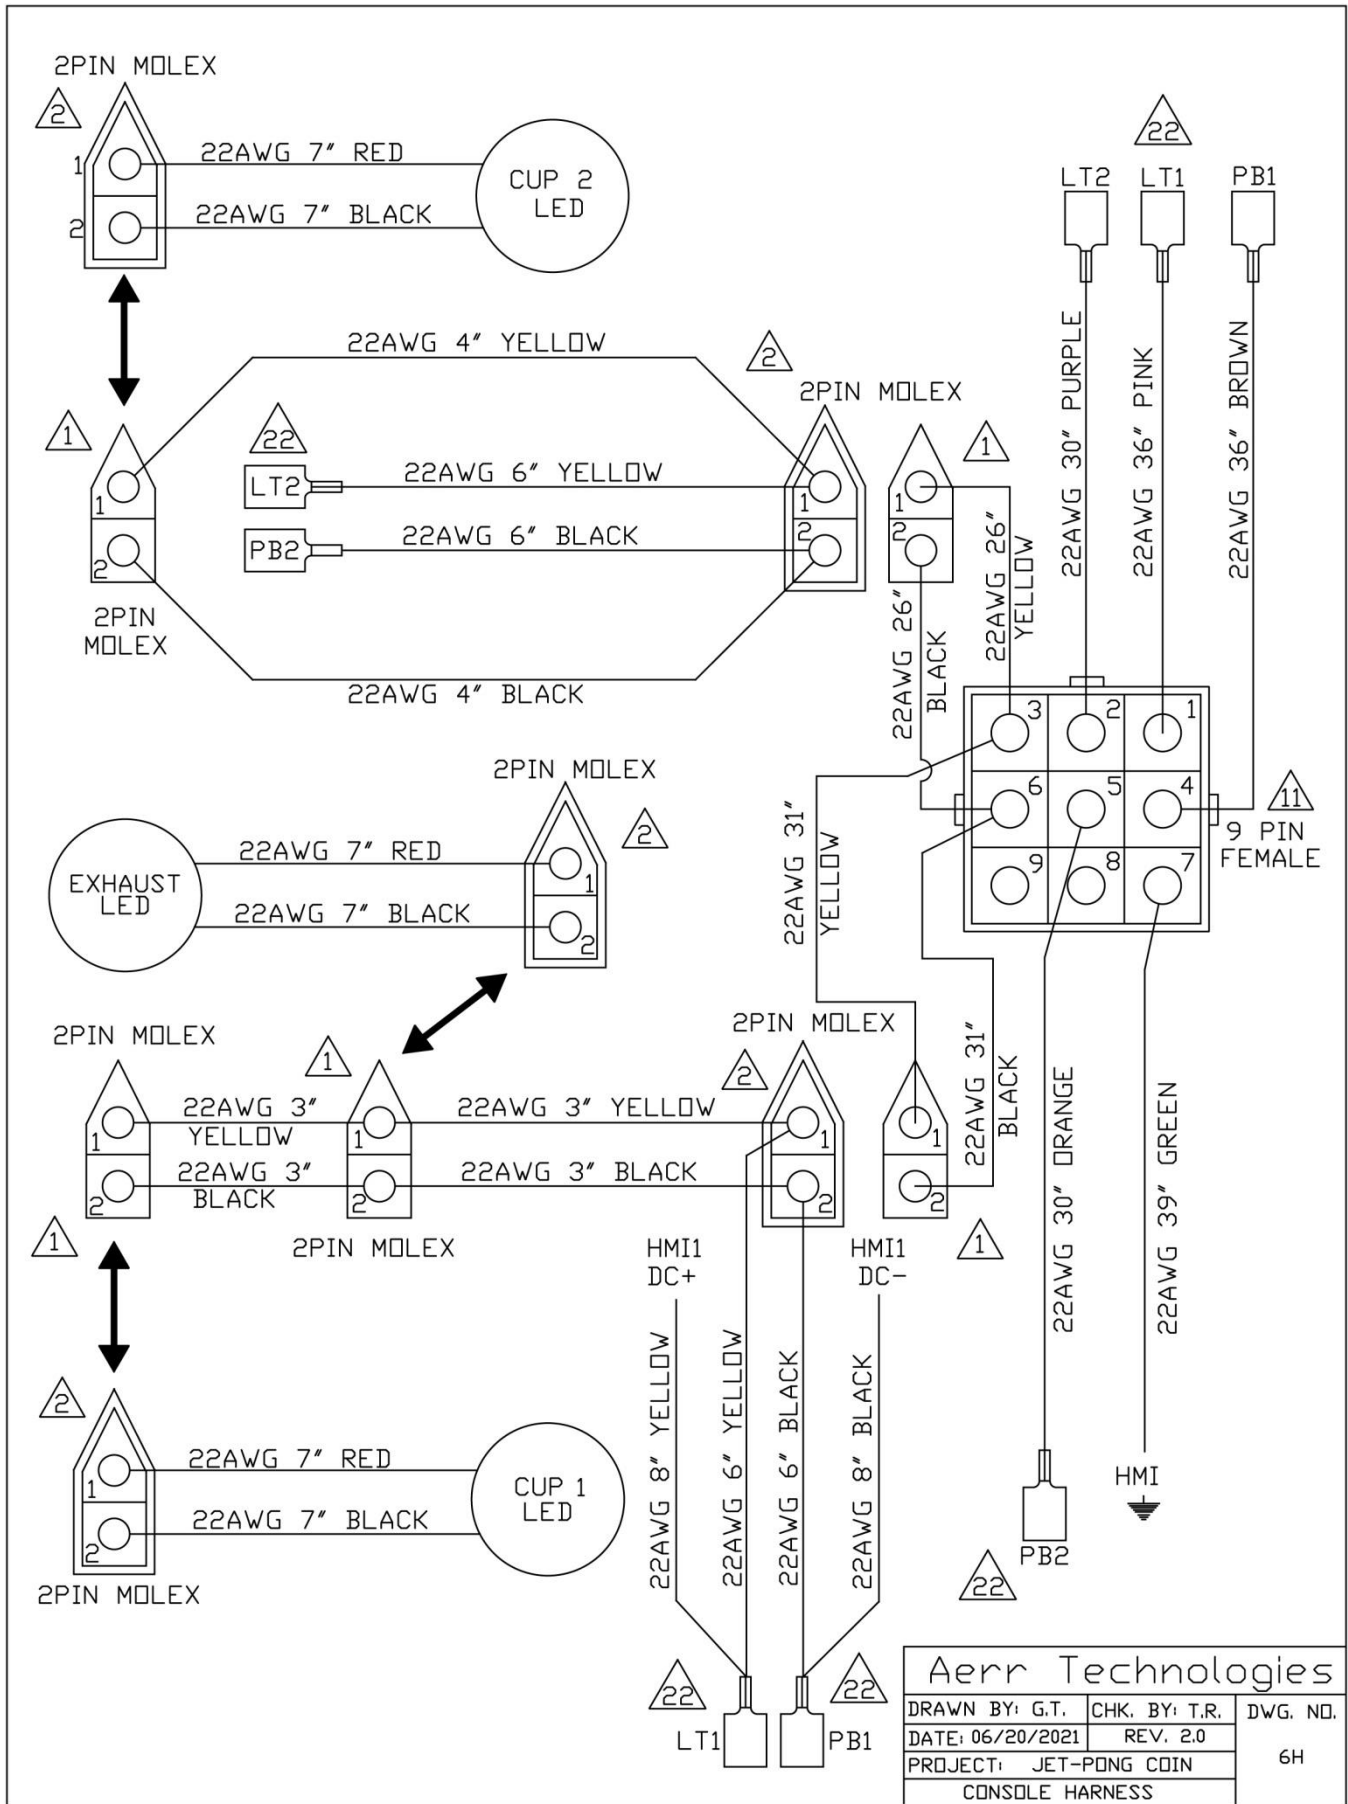 2PIN MOLEX
2
1
22AWG 7" RED
2
22AWG 7" BLACK
CUP 2
LED
22
LT2
LT1
PB1
22AWG 30" PURPLE
22AWG 36" PINK
22AWG 36" BROWN
22AWG 4" YELLOW
2
2PIN MOLEX
1
22
1
LT2
22AWG 6" YELLOW
1
1
1
PB2
22AWG 6" BLACK
2
2
2
2PIN
MOLEX
22AWG 4" BLACK
22AWG 26"
BLACK
22AWG 26"
YELLOW
3
2
1
6
5
4
9
8
7
11
9 PIN
FEMALE
2PIN MOLEX
2
EXHAUST
LED
22AWG 7" RED
1
22AWG 7" BLACK
2
22AWG 31"
YELLOW
22AWG 31"
BLACK
2PIN MOLEX
1
2PIN MOLEX
2
1
22AWG 3"
YELLOW
1
22AWG 3" YELLOW
1
1
2
22AWG 3"
BLACK
2
22AWG 3" BLACK
2
2
1
2PIN MOLEX
1
HMI1
DC+
HMI1
DC-
22AWG 8" YELLOW
22AWG 6" YELLOW
22AWG 6" BLACK
22AWG 8" BLACK
22AWG 30" ORANGE
22AWG 39" GREEN
2
1
22AWG 7" RED
2
22AWG 7" BLACK
CUP 1
LED
2PIN MOLEX
HMI
PB2
22
22
LT1
22
PB1
Aerr Technologies
DRAWN BY: G.T.
CHK. BY: T.R.
DWG. NO.
DATE: 06/20/2021
REV. 2.0
6H
PROJECT: JET-PONG COIN
CONSOLE HARNESS